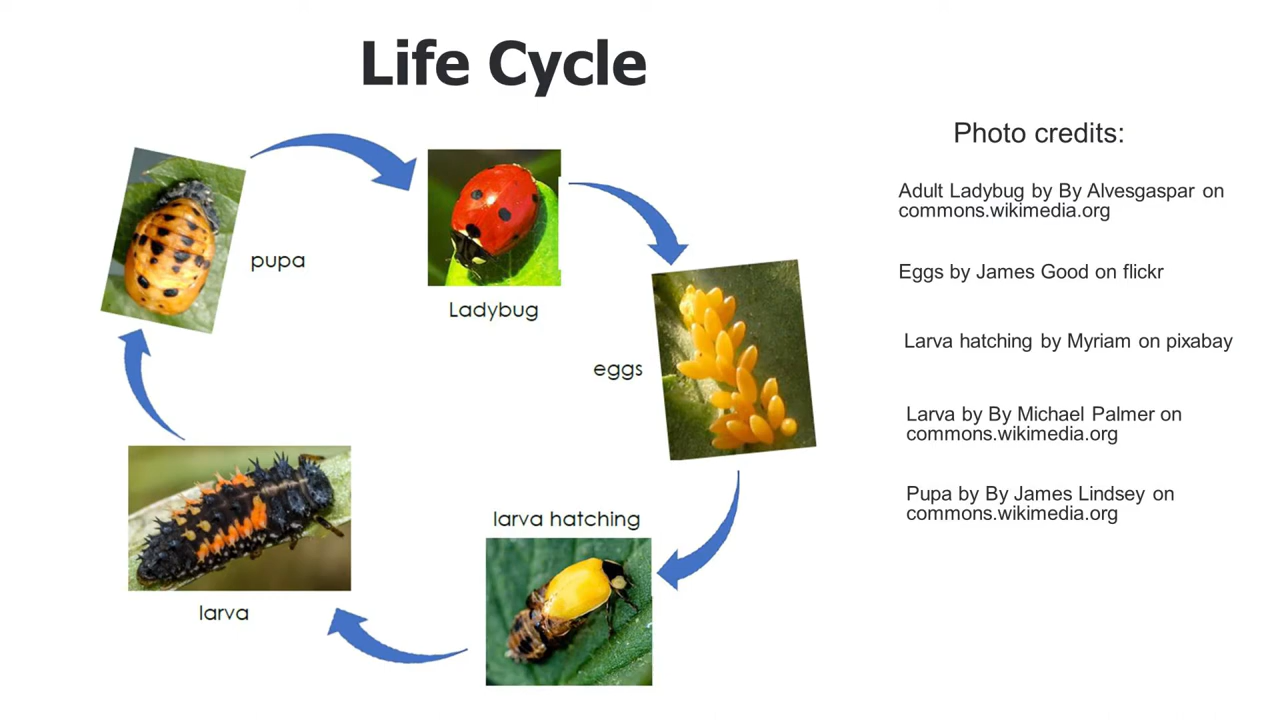 Life Cycle
pupa
Ladybug
eggs
larva hatching
larva
Photo credits:
Adult Ladybug by By Alvesgaspar on
commons.wikimedia.org
Eggs by James Good on flickr
Larva hatching by Myriam on pixabay
Larva by By Michael Palmer on
commons.wikimedia.org
Pupa by By James Lindsey on
commons.wikimedia.org